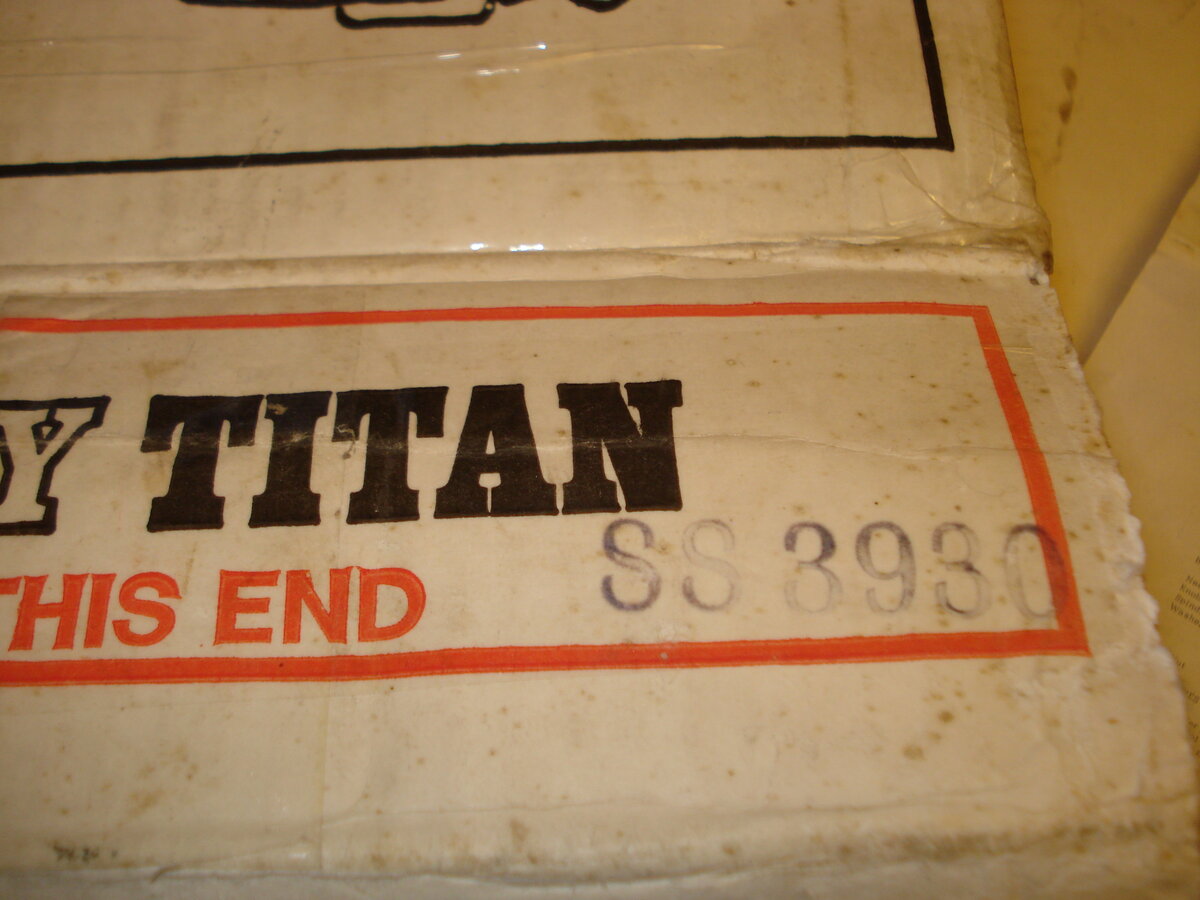 Y TITAN
THIS END
SS 3930